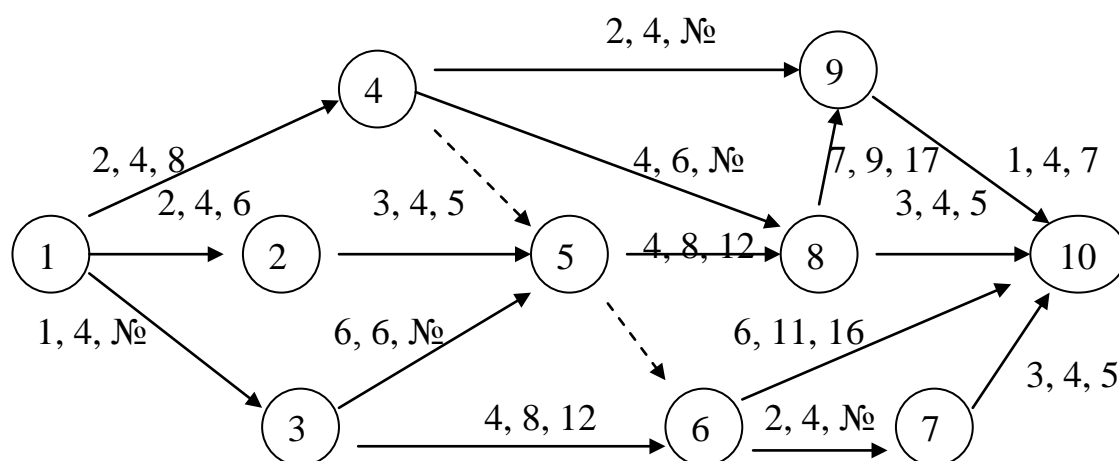 2, 4, №
9
4
2, 4, 8
4, 6, №
7, 9, 17
1, 4, 7
2, 4, 6
3, 4, 5
3, 4, 5
1
2
5
4, 8, 12
8
10
1, 4, №
6, 6, №
6, 11, 16
3, 4, 5
3
4, 8, 12
6
2, 4, №
7